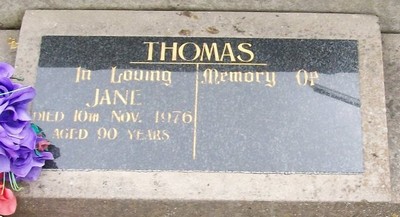 THOMAS
In Loving Memory Of
JANE
DIED 10TH NOV. 1976
AGED 90 YEARS